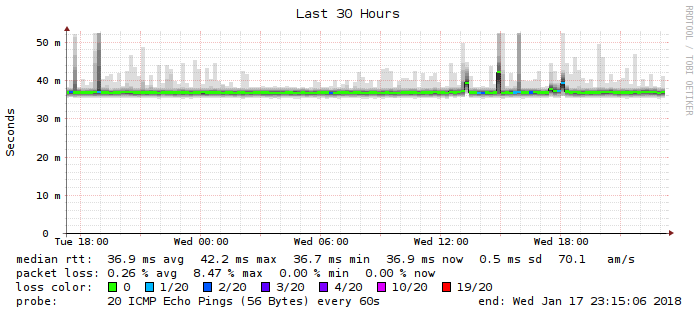 Last 30 Hours
RRDTOOL / TOBI OETIKER
Seconds
50 m
40 m
30 m
20 m
10 m
0
Tue 18:00 Wed 00:00 Wed 06:00 Wed 12:00 Wed 18:00
median rtt: 36.9 ms avg 42.2 ms max 36.7 ms min 36.9 ms now 0.5 ms sd 70.1 am/s
packet loss: 0.26 % avg 8.47 % max 0.00 % min 0.00 % now
loss color: 0 1/20 2/20 3/20 4/20 10/20 19/20
probe: 20 ICMP Echo Pings (56 Bytes) every 60s end: Wed Jan 17 23:15:06 2018